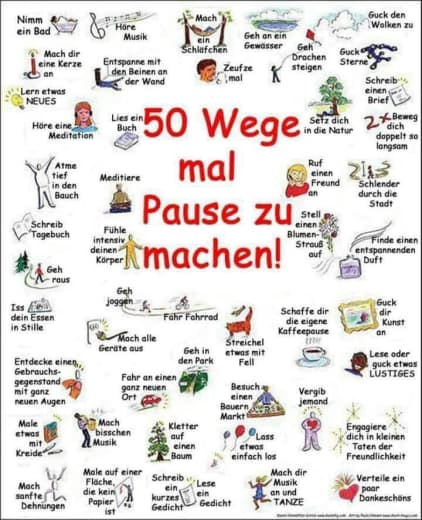 Nimm
ein Bad
Höre
Musik
Mach
ein
Schläfchen
Geh an ein
Gewässer
Guck den
Wolken zu
Mach dir
eine Kerze
an
Entspanne mit
den Beinen an
der Wand
Zeufze
mal
Geh
Drachen
steigen
Guck
Sterne
Schreib
einen
Brief
Lern etwas
NEUES
Höre eine
Meditation
Lies ein
Buch
50 Wege
mal
Pause zu
machen!
Setz dich
in die Natur
2x Beweg
dich
doppelt so
langsam
Atme
tief
in den
Bauch
Meditiere
Ruf
einen
Freund
an
Schlender
durch die
Stadt
Schreib
Tagebuch
Fühle
intensiv
deinen
Körper
Stell
einen
Blumen-
Strauß
auf
Finde einen
entspannenden
Duft
Geh
raus
Iss
dein Essen
in Stille
Geh
joggen
Fahr Fahrrad
Mach alle
Geräte aus
Streichel
etwas mit
Fell
Schaffe dir
die eigene
Kaffeepause
Guck
dir
Kunst
an
Entdecke einen
Gebrauchs-
gegenstand
mit ganz
neuen Augen
Geh in
den Park
Fahr an einen
ganz neuen
Ort
Lese oder
guck etwas
LUSTIGES
Besuch
einen
Bauern
Markt
Vergib
jemand
Male
etwas
mit
Kreide
Mach
bisschen
Musik
Kletter
auf
einen
Baum
Lass
etwas
einfach los
Engagiere
dich in kleinen
Taten der
Freundlichkeit
Mach
sanfte
Dehnungen
Male auf einer
Fläche,
die kein
Papier
ist
Schreib
ein
kurzes
Gedicht
Lese
ein
Gedicht
Mach dir
Musik
an und
TANZE
Verteile ein
paar
Dankeschöns